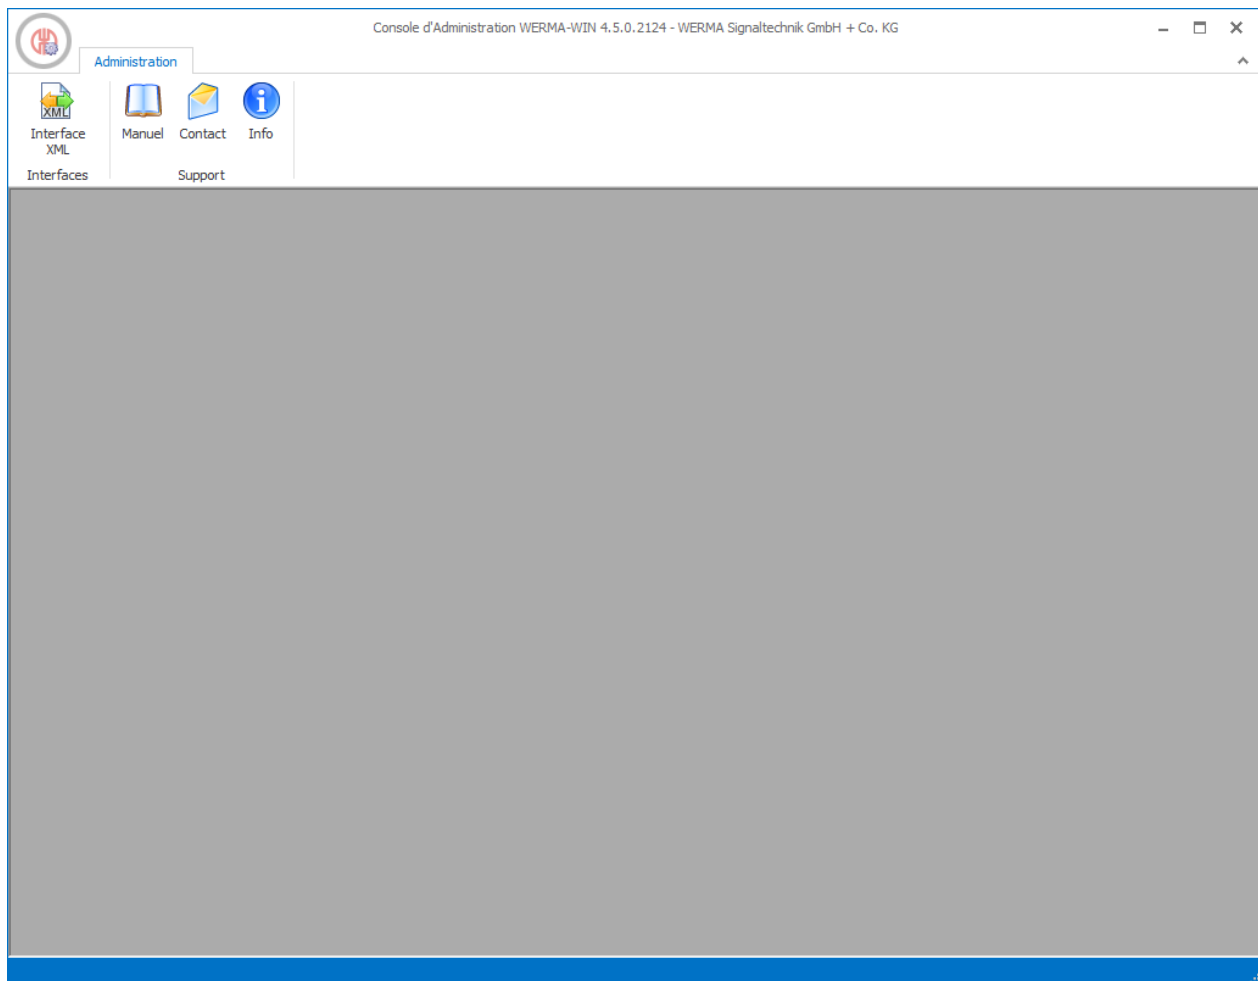 Console d'Administration WERMA-WIN 4.5.0.2124 - WERMA Signaltechnik GmbH + Co. KG
Administration
XML
Interface
XML
Manuel
Contact
Info
Interfaces
Support